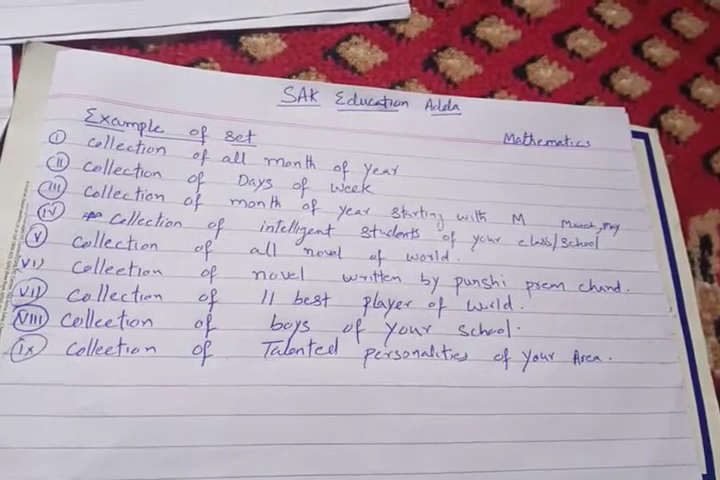 SAK Education Adda
Example of set
Mathematics
(i) collection of all month of year
(ii) collection of Days of week
(iii) collection of month of year starting with M March, May
(iv) collection of intelligent students of your class/school
(v) collection of all novel of world.
vi) collection of novel written by punshi prem chand.
(vii) collection of 11 best player of world.
(viii) collection of boys of your school.
(ix) collection of Talented personalities of your Area.